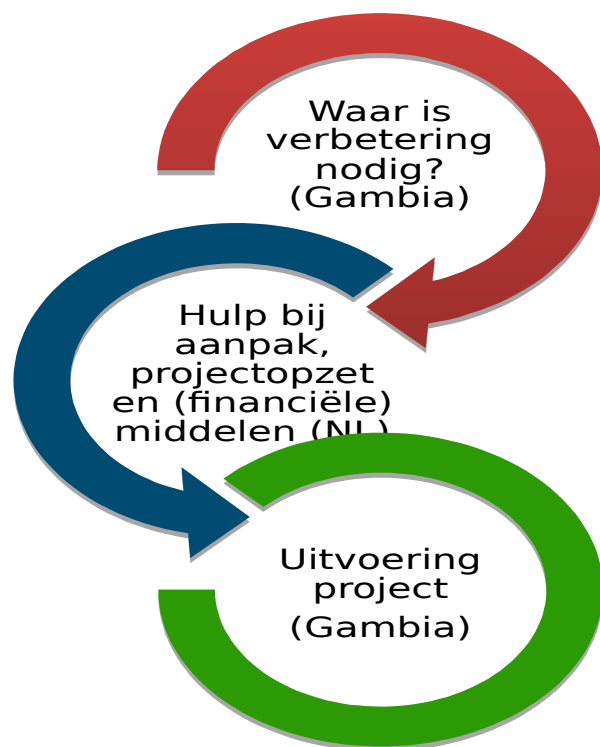 Waar is
verbetering
nodig?
(Gambia)
Hulp bij
aanpak,
projectopzet
en (financiële)
middelen (NL)
Uitvoering
project
(Gambia)